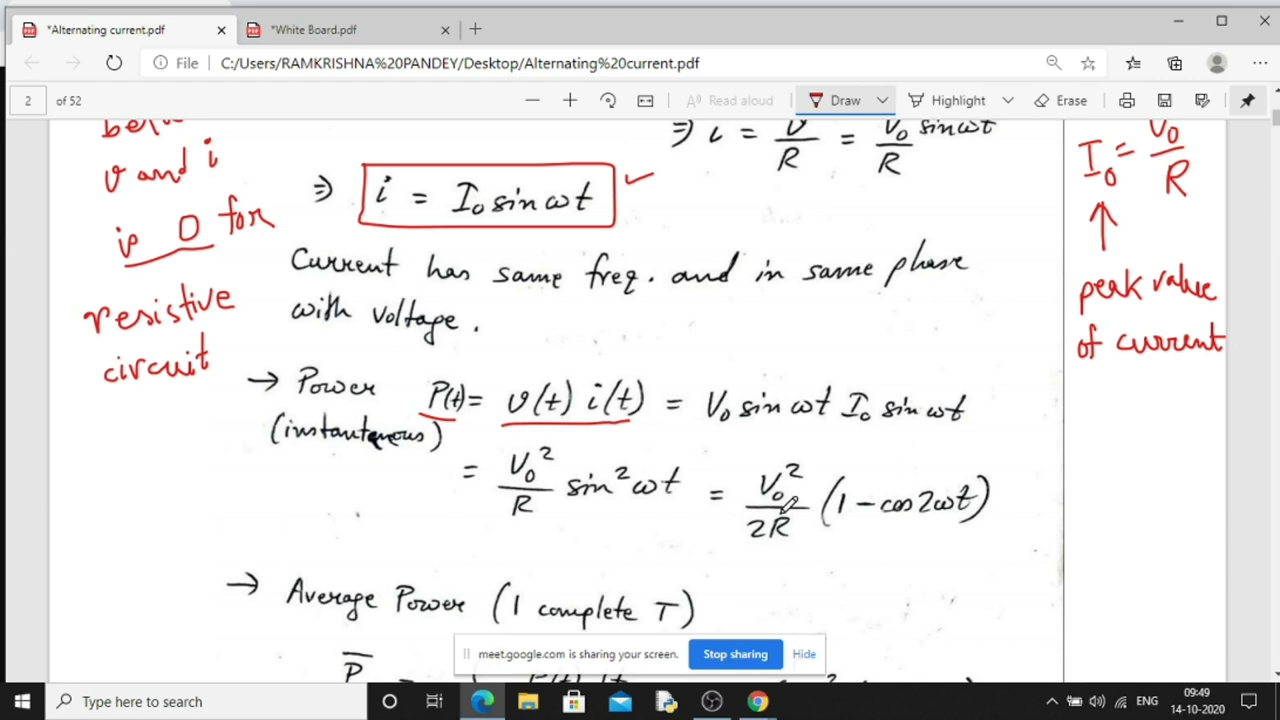 *Alternating current.pdf
*White Board.pdf
File
C:/Users/RAMKRISHNA%20PANDEY/Desktop/Alternating%20current.pdf
2 of 52
Read aloud
Draw
Highlight
Erase
v and i
is 0 for
resistive
circuit
⇒ i = v/R = V₀/R sin ωt
⇒ i = I₀ sin ωt
Current has same freq. and in same phase
with voltage.
→ Power P(t) = v(t) i(t) = V₀ sin ωt I₀ sin ωt
(instantaneous)
= V₀²/R sin² ωt = V₀²/2R (1 - cos 2ωt)
→ Average Power (1 complete T)
I₀ = V₀/R
↑
peak value
of current
meet.google.com is sharing your screen.
Stop sharing
Hide
Type here to search
ENG
09:49
14-10-2020